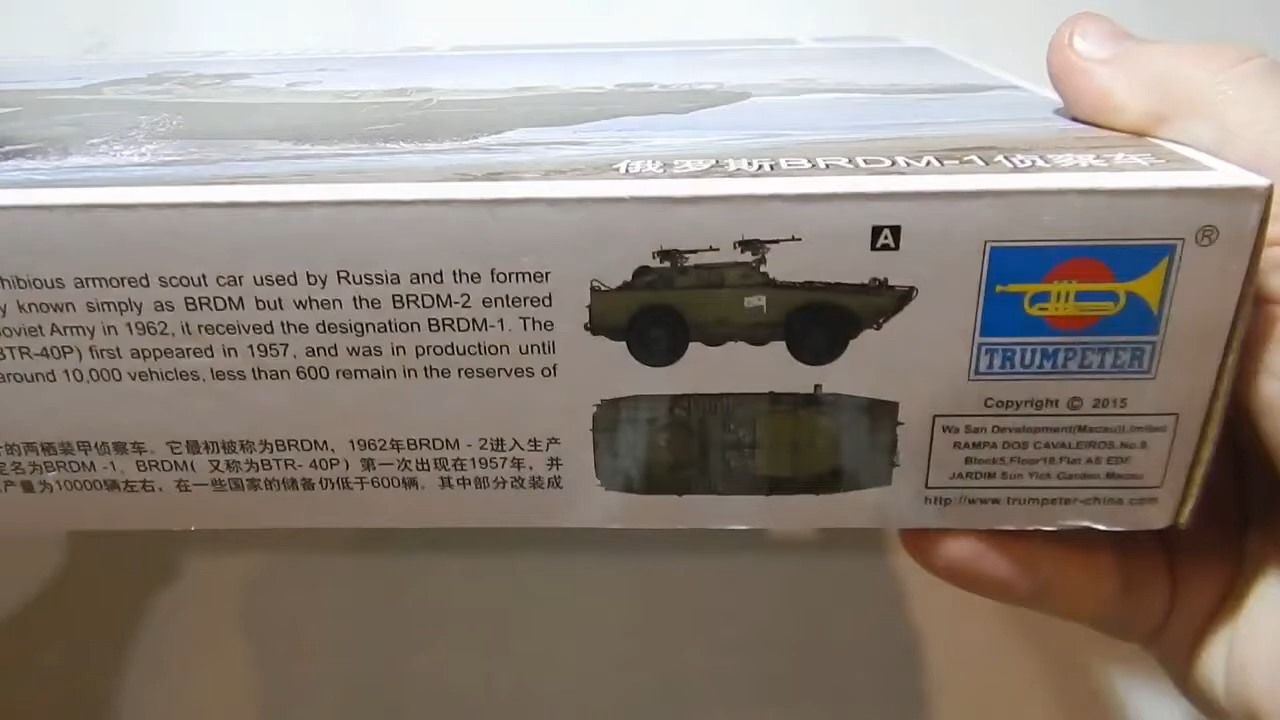 俄罗斯BRDM-1侦察车
hibious armored scout car used by Russia and the former
y known simply as BRDM but when the BRDM-2 entered
oviet Army in 1962, it received the designation BRDM-1. The
BTR-40P) first appeared in 1957, and was in production until
around 10,000 vehicles, less than 600 remain in the reserves of
的两栖装甲侦察车。它最初被称为BRDM，1962年BRDM - 2进入生产
定名为BRDM -1。BRDM( 又称为BTR- 40P) 第一次出现在1957年，并
产量为10000辆左右，在一些国家的储备仍低于600辆。其中部分改装成
A
®
TRUMPETER
Copyright © 2015
Wa San Development(Macau)Limited
RAMPA DOS CAVALEIROS,No.9,
Block5,Floor18,Flat AS EDF
JARDIM Sun Yick Garden,Macau
http://www.trumpeter-china.com